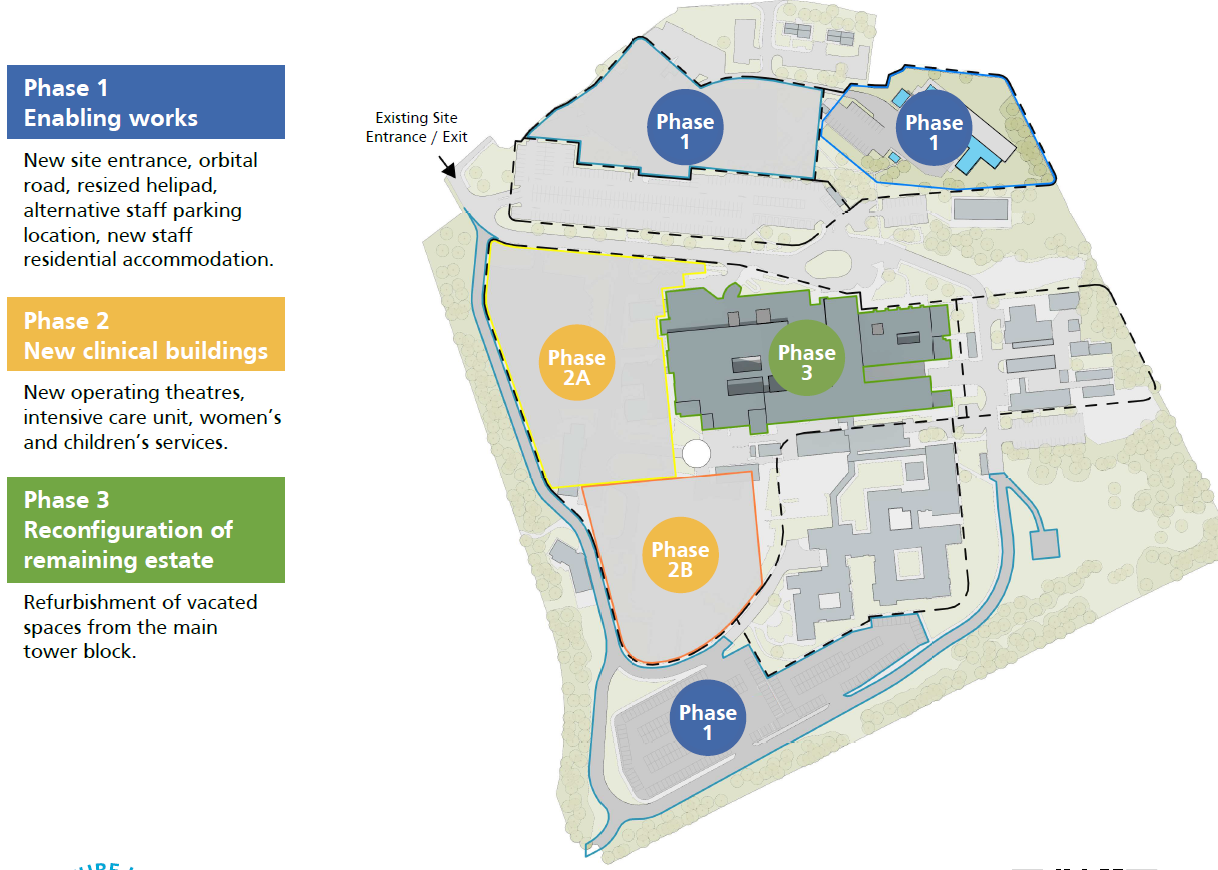 Phase 1
Enabling works
New site entrance, orbital
road, resized helipad,
alternative staff parking
location, new staff
residential accommodation.
Phase 2
New clinical buildings
New operating theatres,
intensive care unit, women’s
and children’s services.
Phase 3
Reconfiguration of
remaining estate
Refurbishment of vacated
spaces from the main
tower block.
Existing Site
Entrance / Exit
Phase
1
Phase
1
Phase
2A
Phase
3
Phase
2B
Phase
1